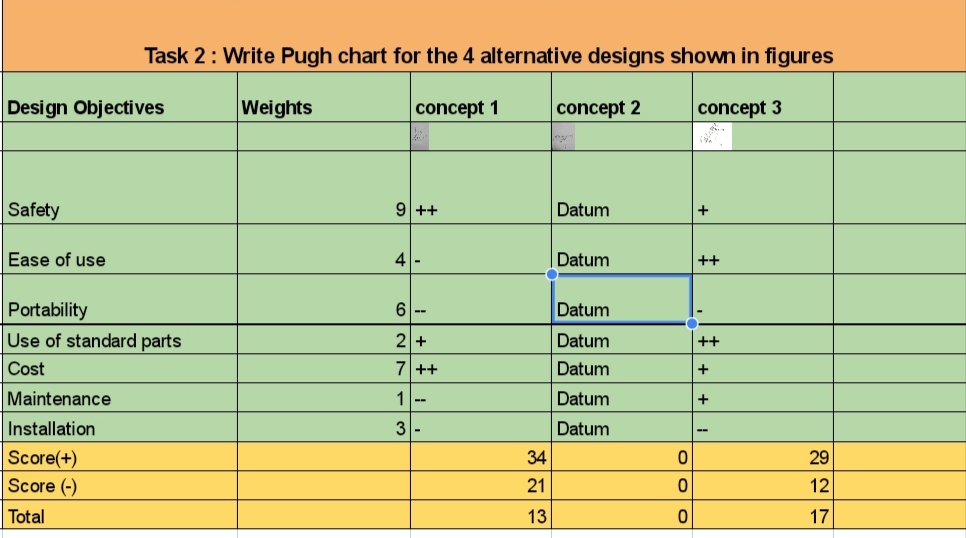 Task 2 : Write Pugh chart for the 4 alternative designs shown in figures
Design Objectives Weights concept 1 concept 2 concept 3
Safety 9 ++ Datum +
Ease of use 4 - Datum ++
Portability 6 -- Datum -
Use of standard parts 2 + Datum ++
Cost 7 ++ Datum +
Maintenance 1 -- Datum +
Installation 3 - Datum --
Score(+) 34 0 29
Score (-) 21 0 12
Total 13 0 17